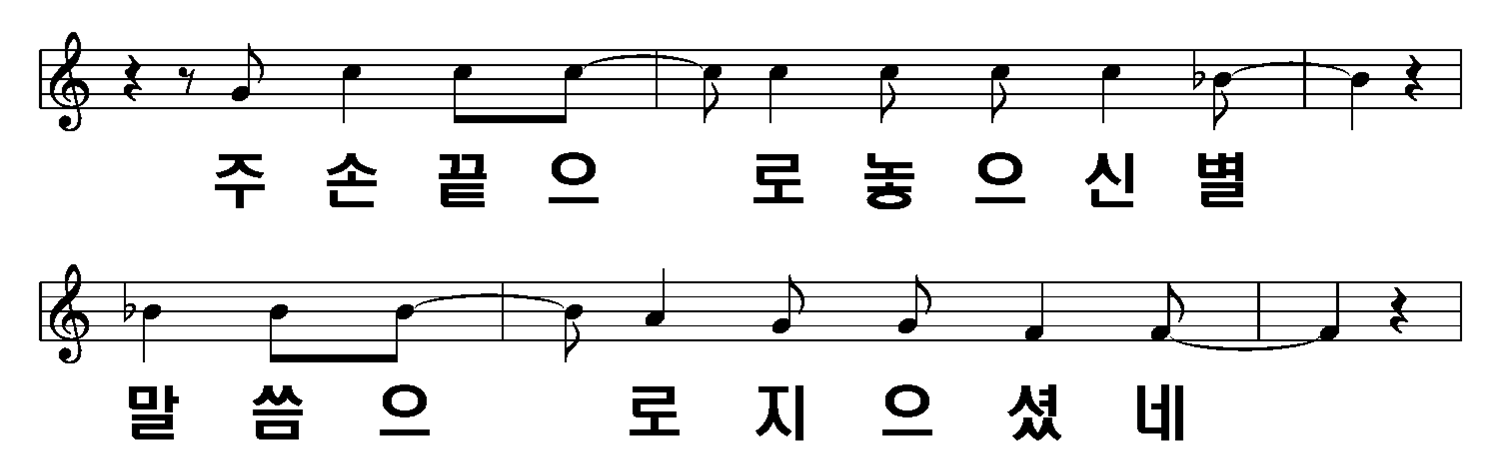 주 손 끝 으 로 놓 으 신 별
말 씀 으 로 지 으 셨 네